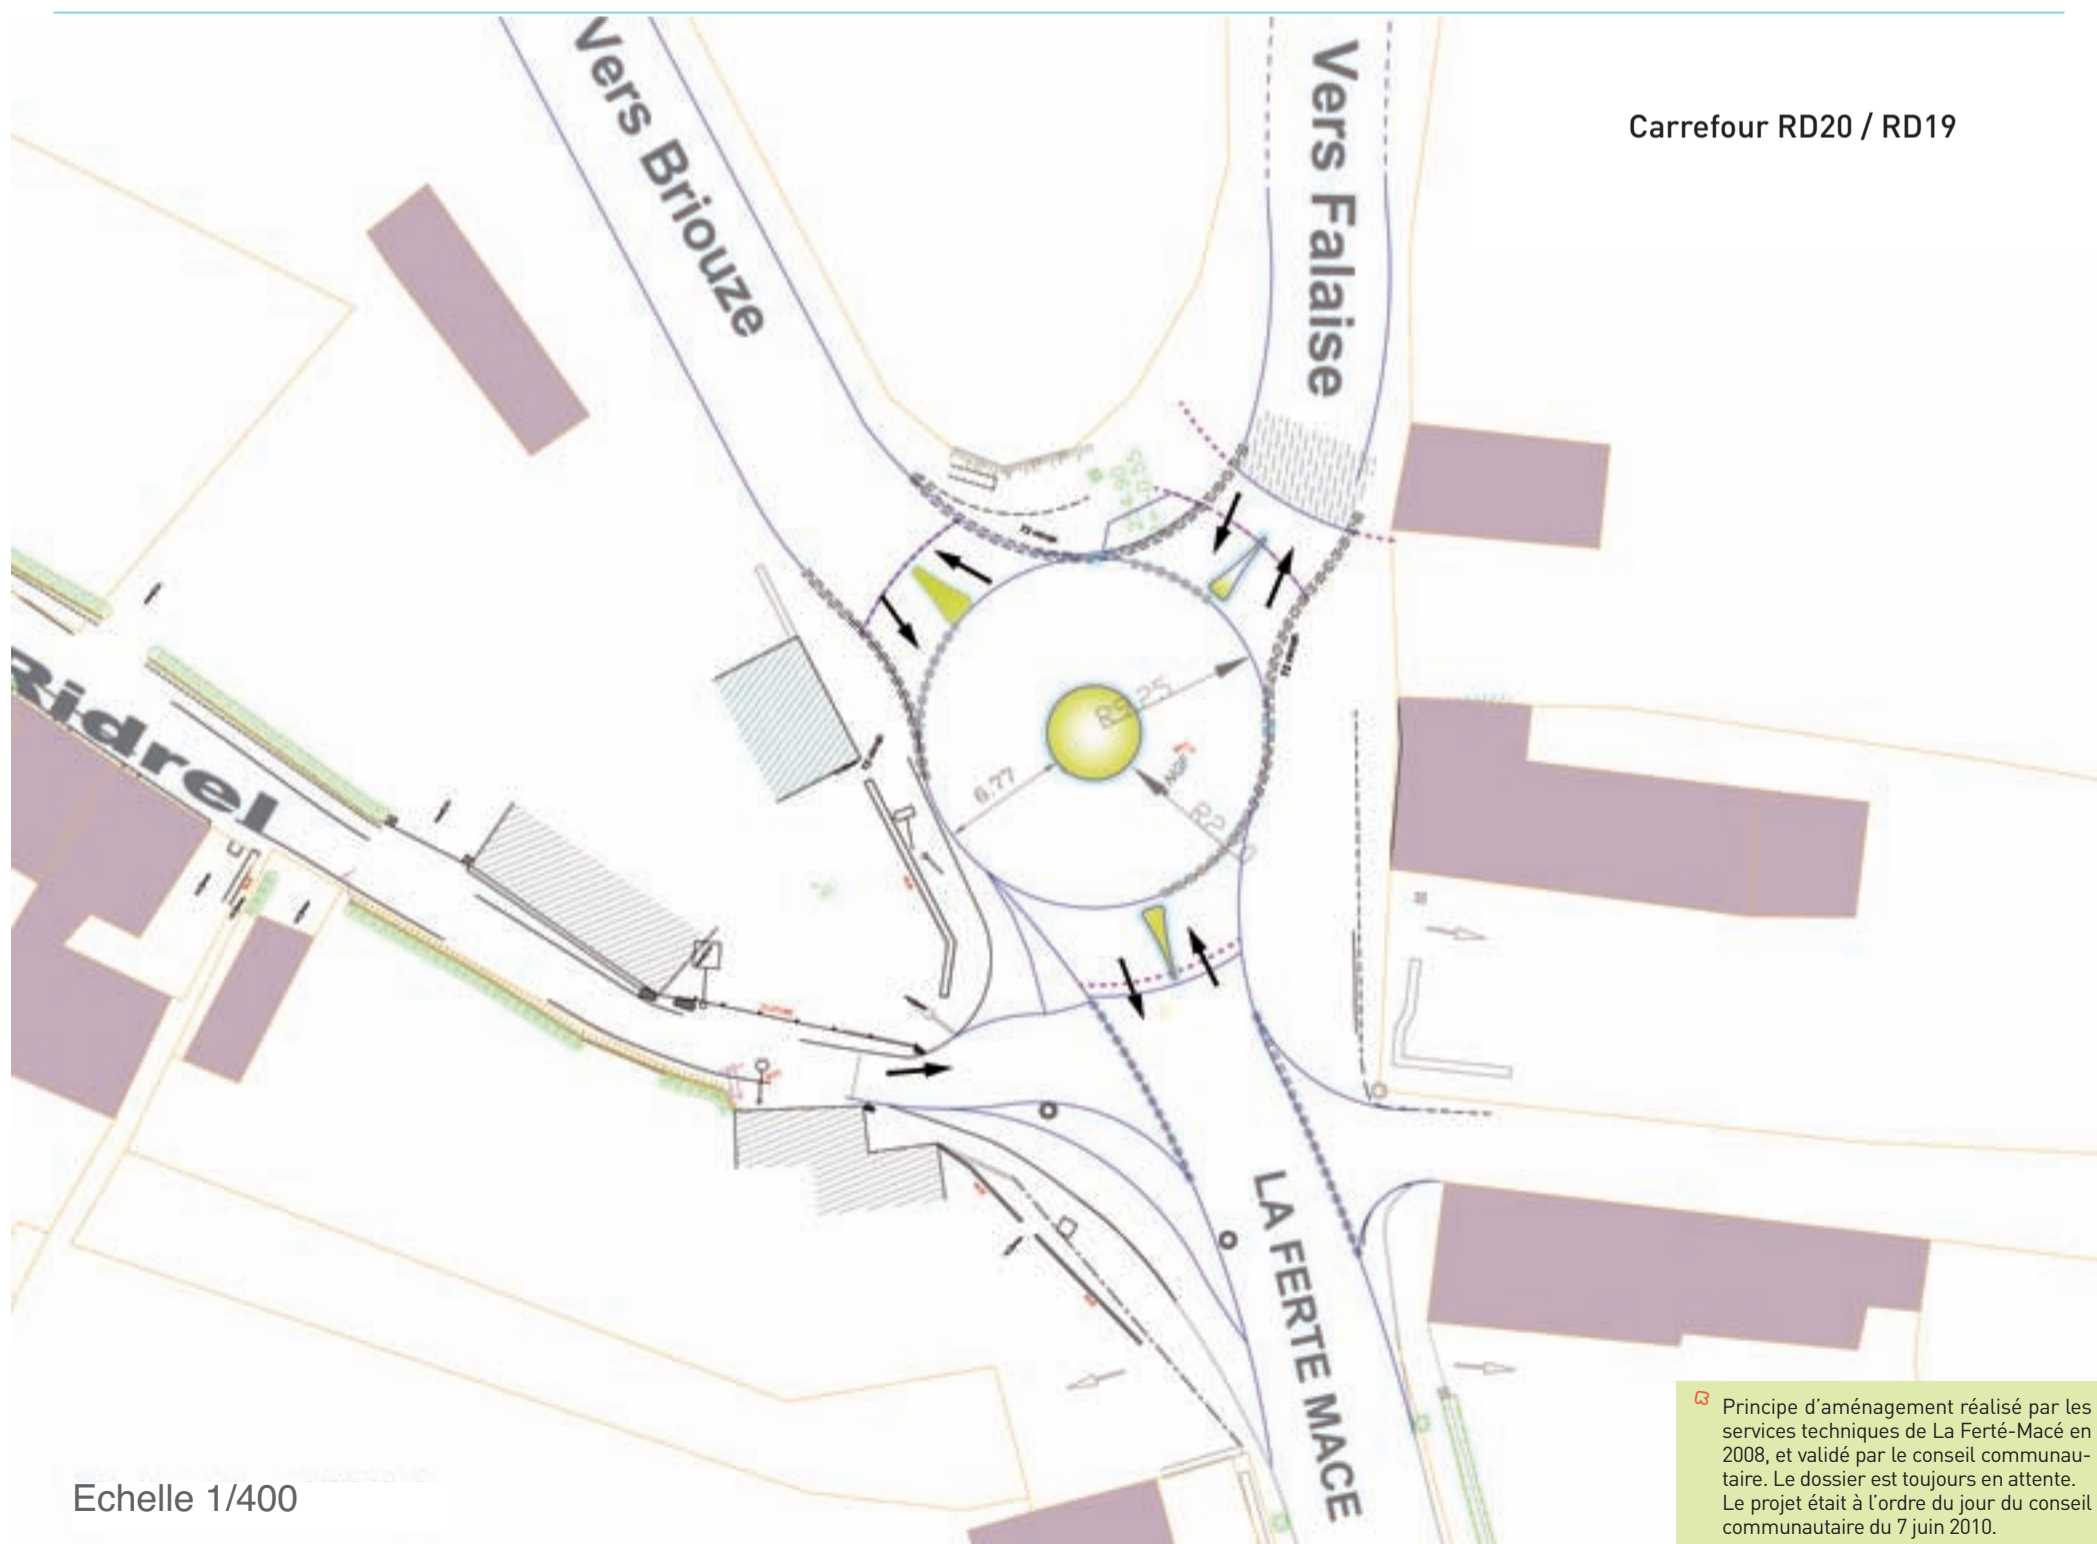 Vers Briouze
Vers Falaise
Carrefour RD20 / RD19
Ridrel
R9.25
6.77
NGF
R2
LA FERTE MACE
Echelle 1/400
Principe d'aménagement réalisé par les
services techniques de La Ferté-Macé en
2008, et validé par le conseil communau-
taire. Le dossier est toujours en attente.
Le projet était à l'ordre du jour du conseil
communautaire du 7 juin 2010.